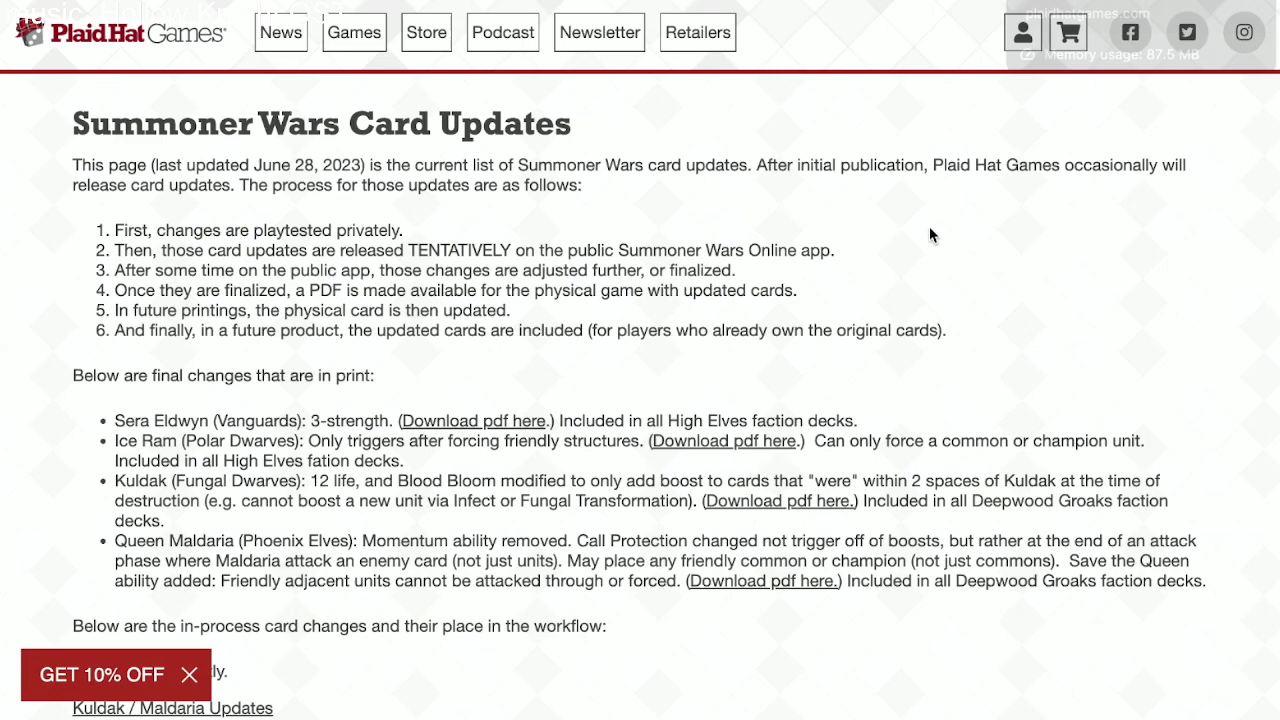 music: Hollow Knight OST
PlaidHat Games
News
Games
Store
Podcast
Newsletter
Retailers
plaidhatgames.com
Memory usage: 87.5 MB
Summoner Wars Card Updates
This page (last updated June 28, 2023) is the current list of Summoner Wars card updates. After initial publication, Plaid Hat Games occasionally will
release card updates. The process for those updates are as follows:
1. First, changes are playtested privately.
2. Then, those card updates are released TENTATIVELY on the public Summoner Wars Online app.
3. After some time on the public app, those changes are adjusted further, or finalized.
4. Once they are finalized, a PDF is made available for the physical game with updated cards.
5. In future printings, the physical card is then updated.
6. And finally, in a future product, the updated cards are included (for players who already own the original cards).
Below are final changes that are in print:
• Sera Eldwyn (Vanguards): 3-strength. (Download pdf here.) Included in all High Elves faction decks.
• Ice Ram (Polar Dwarves): Only triggers after forcing friendly structures. (Download pdf here.) Can only force a common or champion unit.
Included in all High Elves fation decks.
• Kuldak (Fungal Dwarves): 12 life, and Blood Bloom modified to only add boost to cards that "were" within 2 spaces of Kuldak at the time of
destruction (e.g. cannot boost a new unit via Infect or Fungal Transformation). (Download pdf here.) Included in all Deepwood Groaks faction
decks.
• Queen Maldaria (Phoenix Elves): Momentum ability removed. Call Protection changed not trigger off of boosts, but rather at the end of an attack
phase where Maldaria attack an enemy card (not just units). May place any friendly common or champion (not just commons). Save the Queen
ability added: Friendly adjacent units cannot be attacked through or forced. (Download pdf here.) Included in all Deepwood Groaks faction decks.
Below are the in-process card changes and their place in the workflow:
GET 10% OFF
ly.
Kuldak / Maldaria Updates